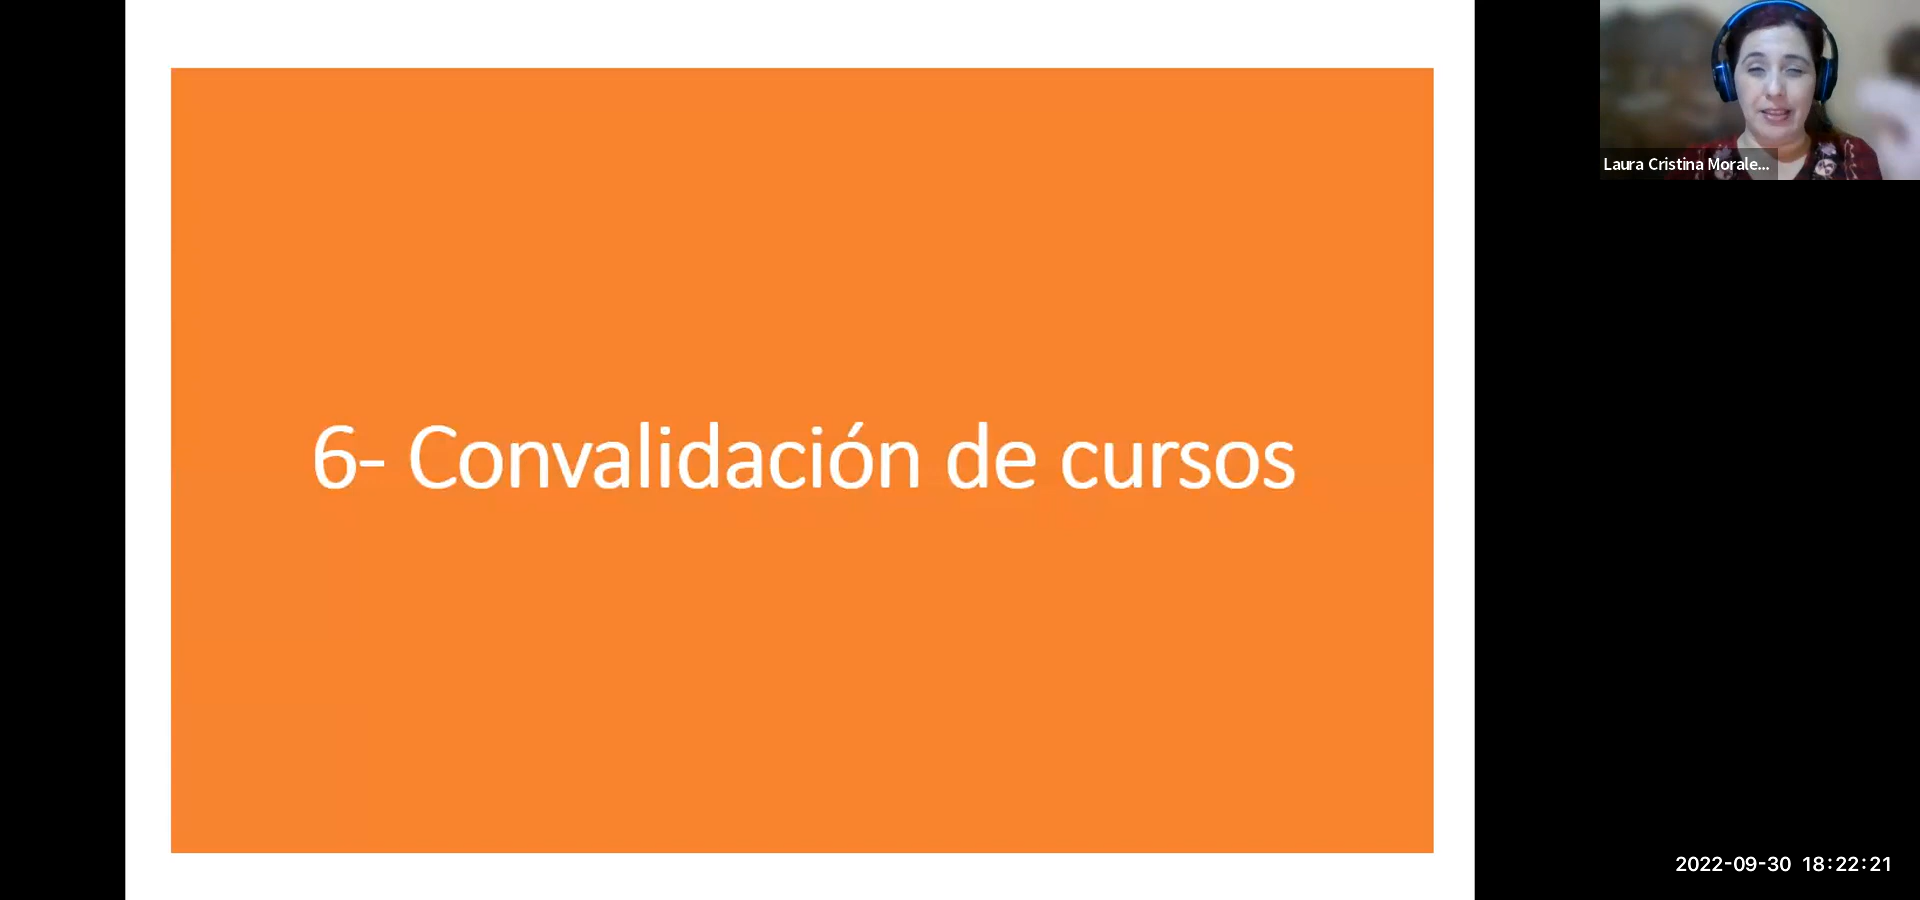 6- Convalidación de cursos
Laura Cristina Morale...
2022-09-30 18:22:21